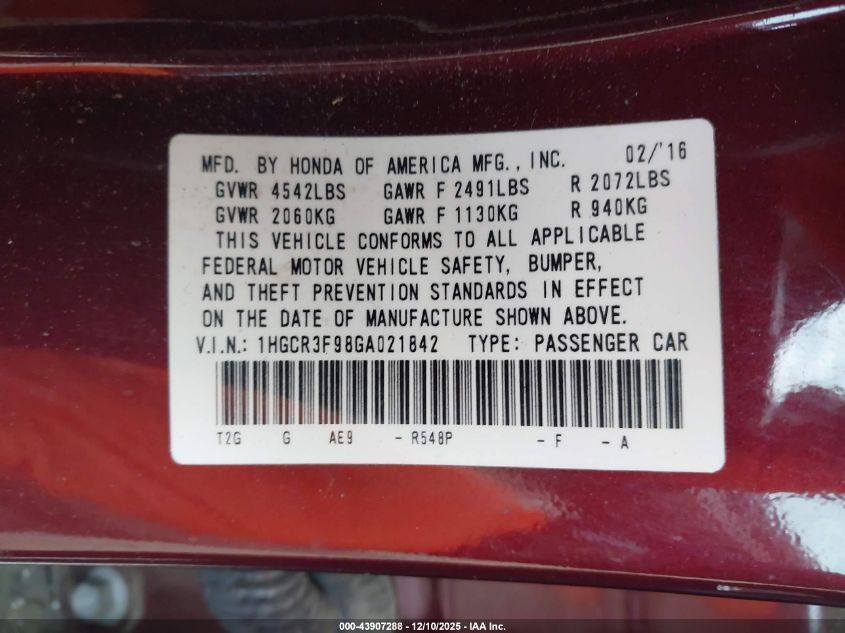 MFD. BY HONDA OF AMERICA MFG., INC. 02/'16
GVWR 4542LBS GAWR F 2491LBS R 2072LBS
GVWR 2060KG GAWR F 1130KG R 940KG
THIS VEHICLE CONFORMS TO ALL APPLICABLE
FEDERAL MOTOR VEHICLE SAFETY, BUMPER,
AND THEFT PREVENTION STANDARDS IN EFFECT
ON THE DATE OF MANUFACTURE SHOWN ABOVE.
V.I.N.: 1HGCR3F98GA021842 TYPE: PASSENGER CAR
T2G G AE9 - R548P - F - A
000-43907288 - 12/10/2025 - IAA Inc.